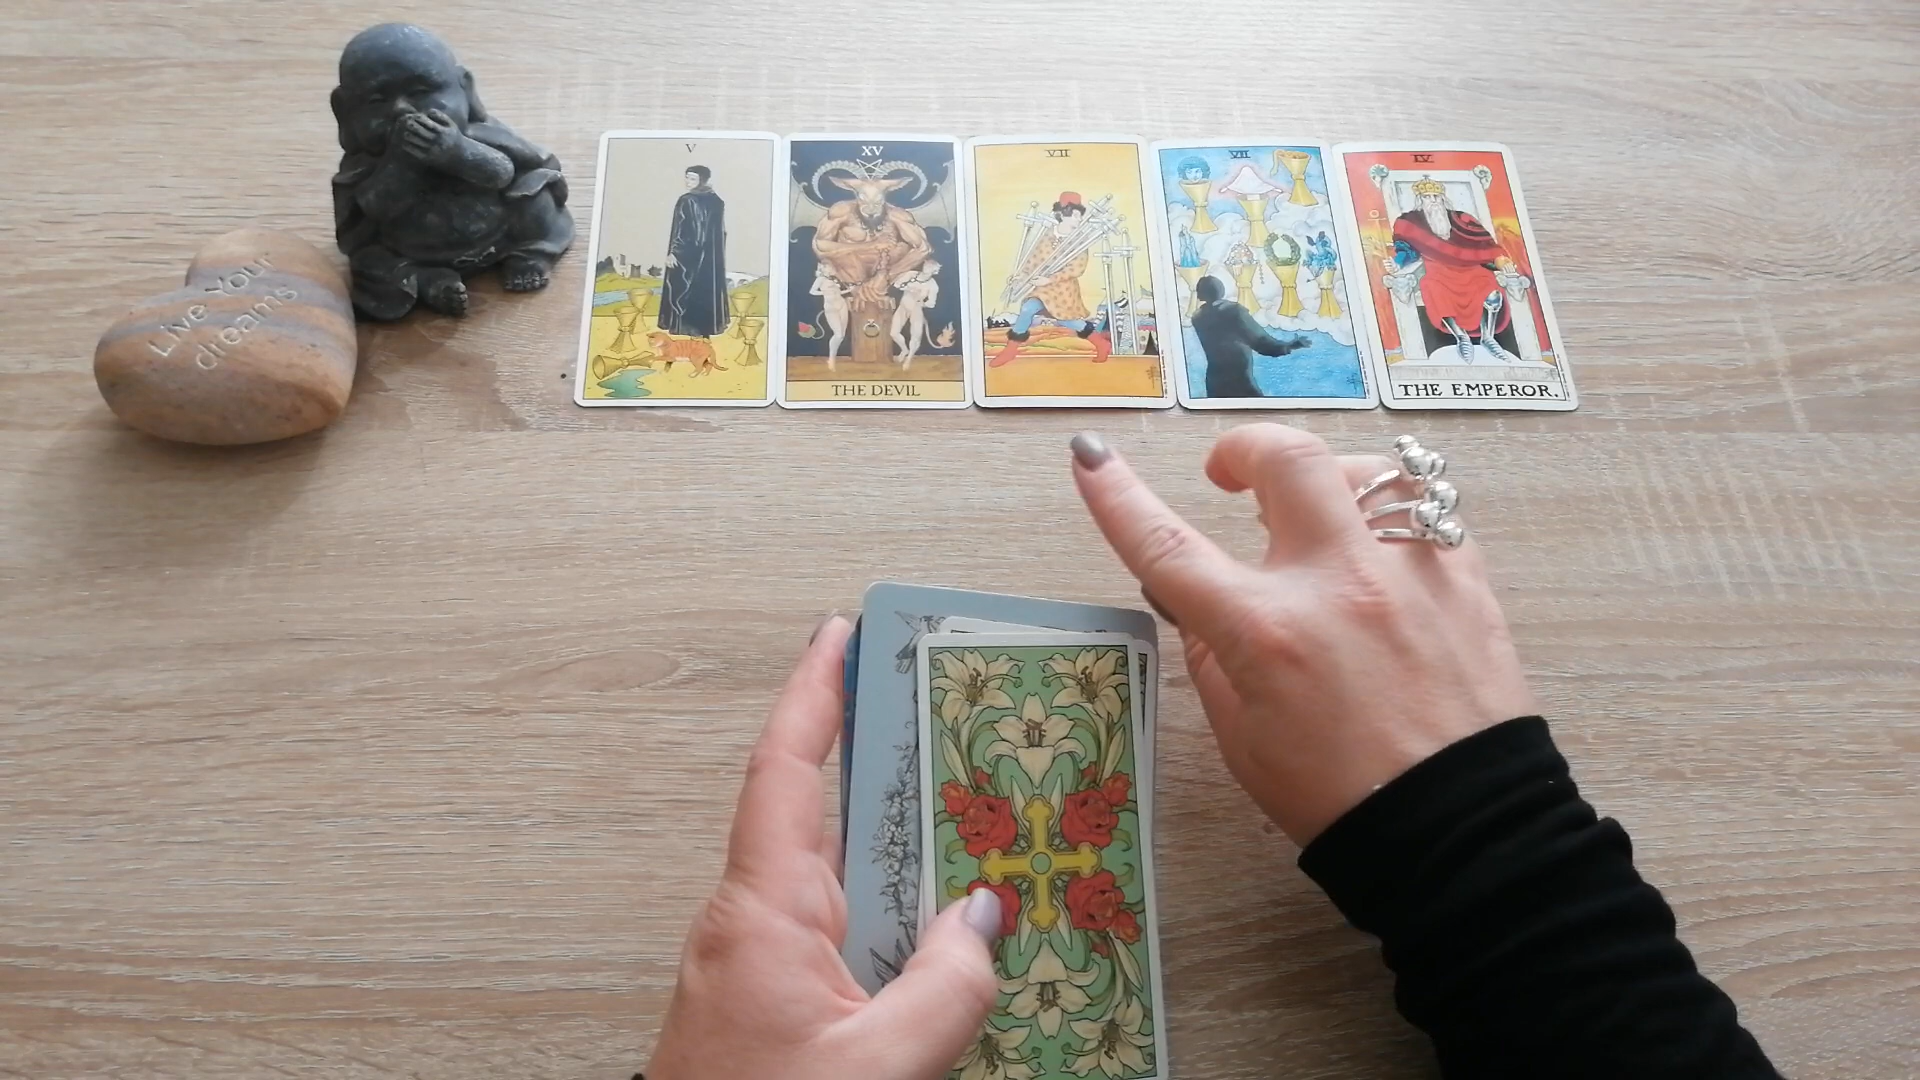 Live Your
dreams
V
XV
THE DEVIL
VII
VII
IV
THE EMPEROR.